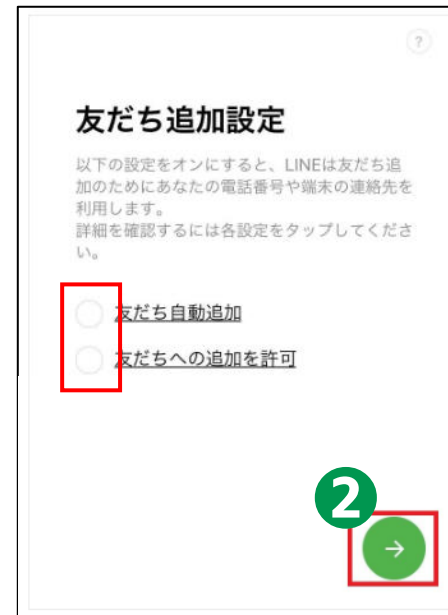 ?
友だち追加設定
以下の設定をオンにすると、LINEは友だち追
加のためにあなたの電話番号や端末の連絡先を
利用します。
詳細を確認するには各設定をタップしてくださ
い。
友だち自動追加
友だちへの追加を許可
2
→